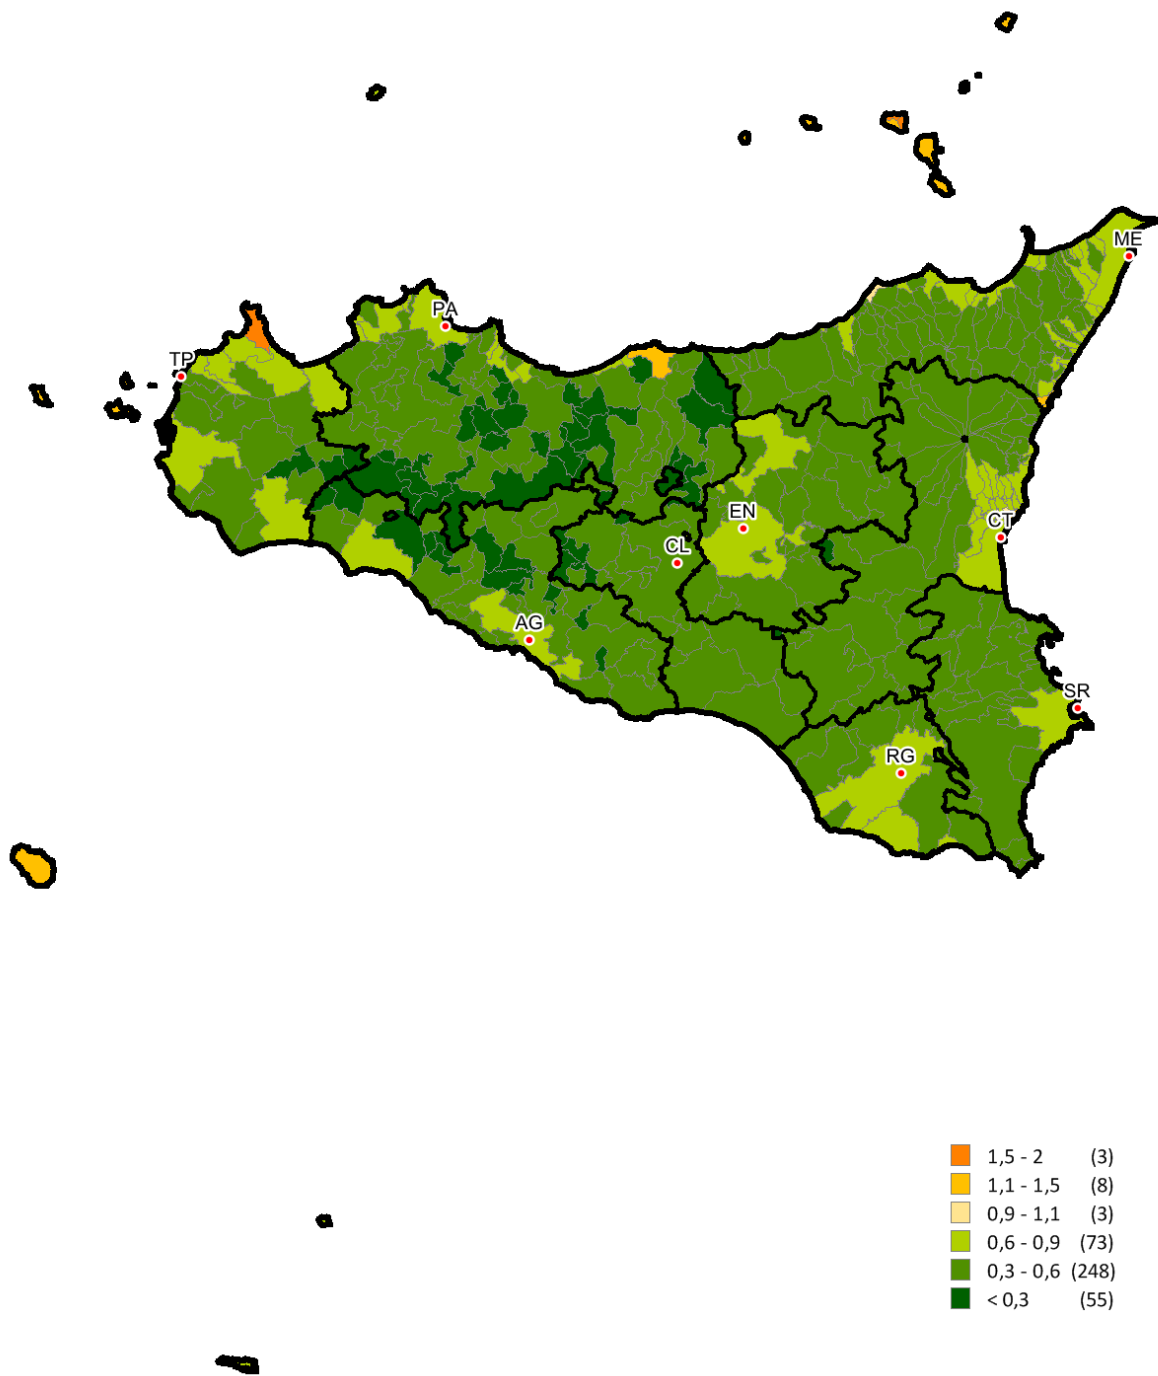 ME
PA
TP
EN
CT
CL
AG
SR
RG
1,5 - 2 (3)
1,1 - 1,5 (8)
0,9 - 1,1 (3)
0,6 - 0,9 (73)
0,3 - 0,6 (248)
< 0,3 (55)